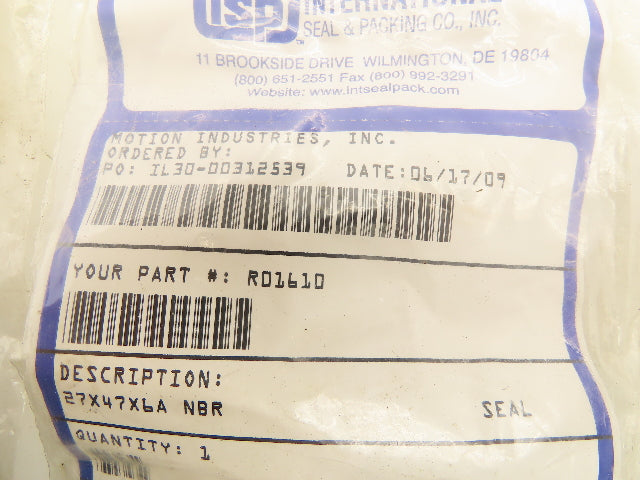 ISP INTERNATIONAL
SEAL & PACKING CO., INC.
11 BROOKSIDE DRIVE WILMINGTON, DE 19804
(800) 651-2551 Fax (800) 992-3291
Website: www.intsealpack.com
MOTION INDUSTRIES, INC.
ORDERED BY:
PO: IL30-00312539 DATE:06/17/09
YOUR PART #: R01610
DESCRIPTION:
27X47X6A NBR SEAL
QUANTITY: 1